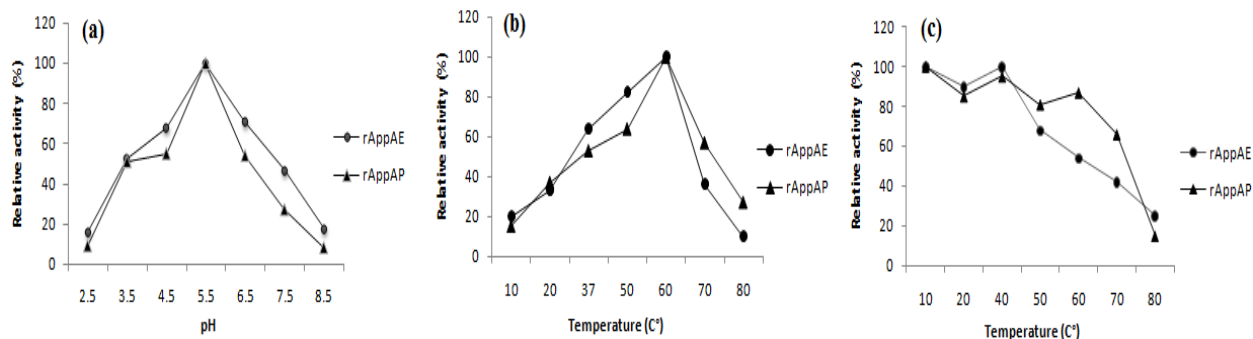 (a)
Relative activity (%)
120
100
80
60
40
20
0
2.5 3.5 4.5 5.5 6.5 7.5 8.5
pH
rAppAE
rAppAP
(b)
Relative activity (%)
120
100
80
60
40
20
0
10 20 37 50 60 70 80
Temperature (C°)
rAppAE
rAppAP
(c)
Relative activity (%)
120
100
80
60
40
20
0
10 20 40 50 60 70 80
Temperature (C°)
rAppAE
rAppAP